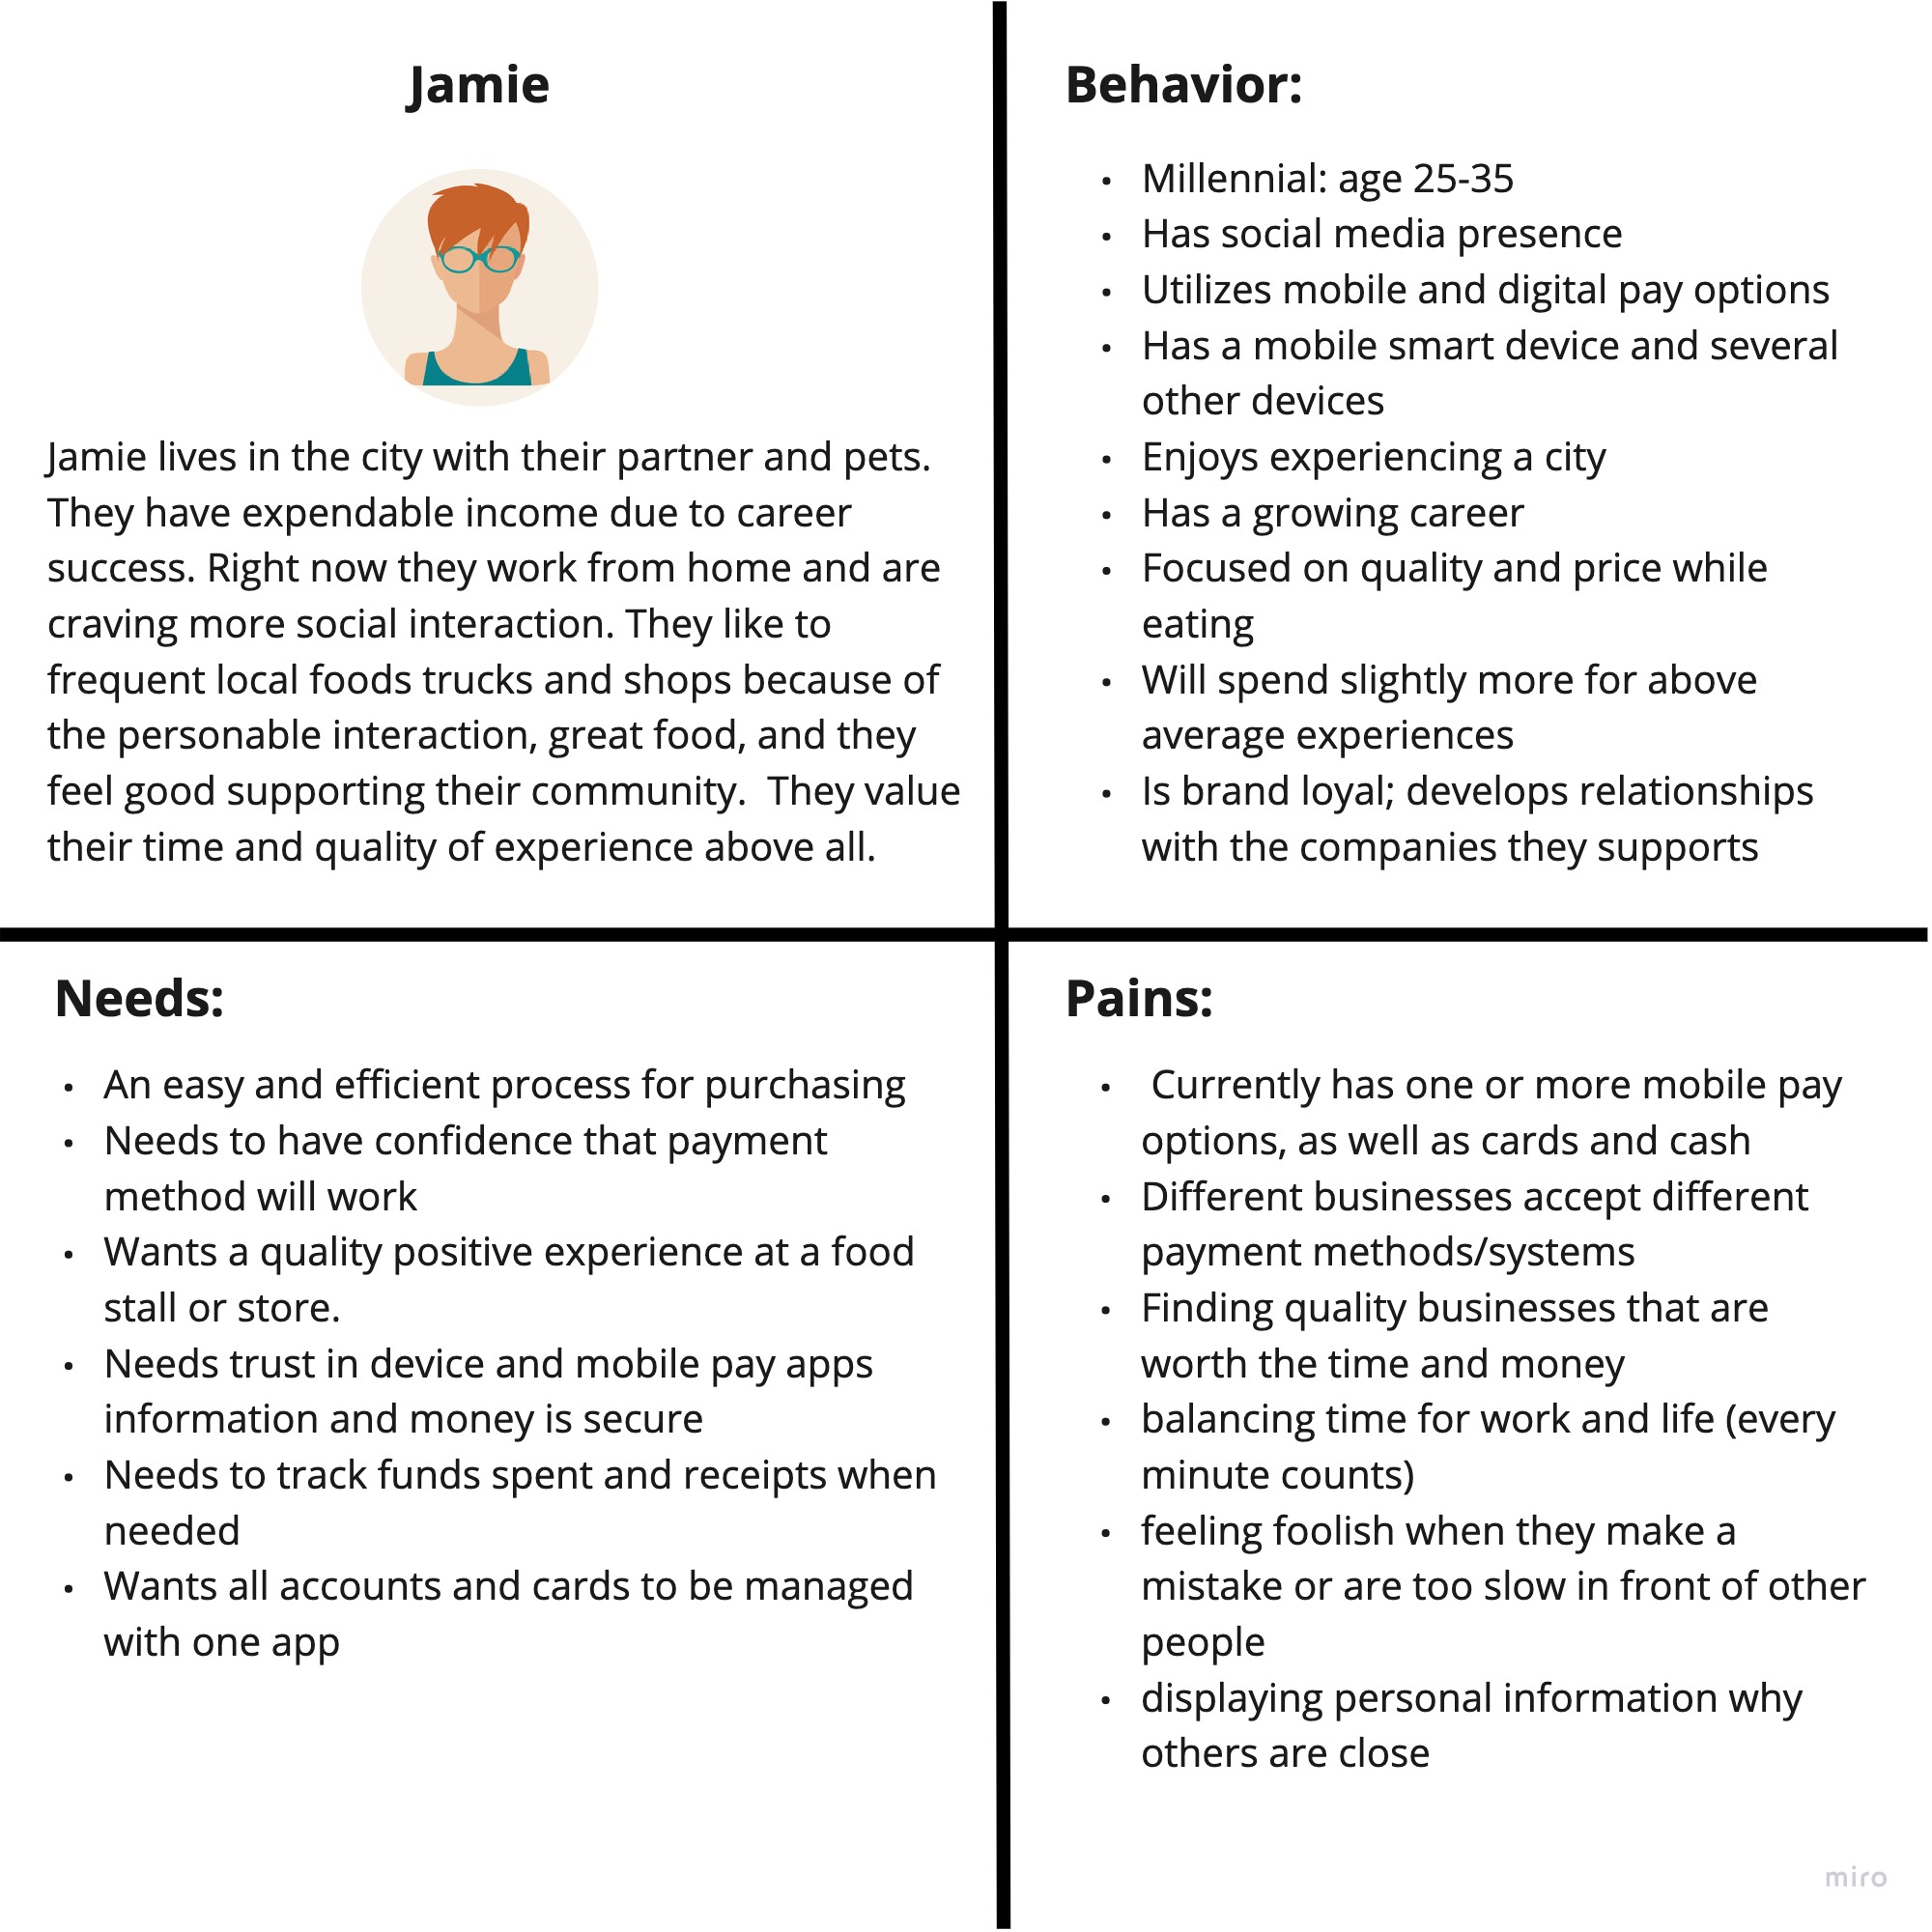 Jamie
Jamie lives in the city with their partner and pets.
They have expendable income due to career
success. Right now they work from home and are
craving more social interaction. They like to
frequent local foods trucks and shops because of
the personable interaction, great food, and they
feel good supporting their community.  They value
their time and quality of experience above all.
Behavior:
• Millennial: age 25-35
• Has social media presence
• Utilizes mobile and digital pay options
• Has a mobile smart device and several
other devices
• Enjoys experiencing a city
• Has a growing career
• Focused on quality and price while
eating
• Will spend slightly more for above
average experiences
• Is brand loyal; develops relationships
with the companies they supports
Needs:
• An easy and efficient process for purchasing
• Needs to have confidence that payment
method will work
• Wants a quality positive experience at a food
stall or store.
• Needs trust in device and mobile pay apps
information and money is secure
• Needs to track funds spent and receipts when
needed
• Wants all accounts and cards to be managed
with one app
Pains:
• Currently has one or more mobile pay
options, as well as cards and cash
• Different businesses accept different
payment methods/systems
• Finding quality businesses that are
worth the time and money
• balancing time for work and life (every
minute counts)
• feeling foolish when they make a
mistake or are too slow in front of other
people
• displaying personal information why
others are close
miro